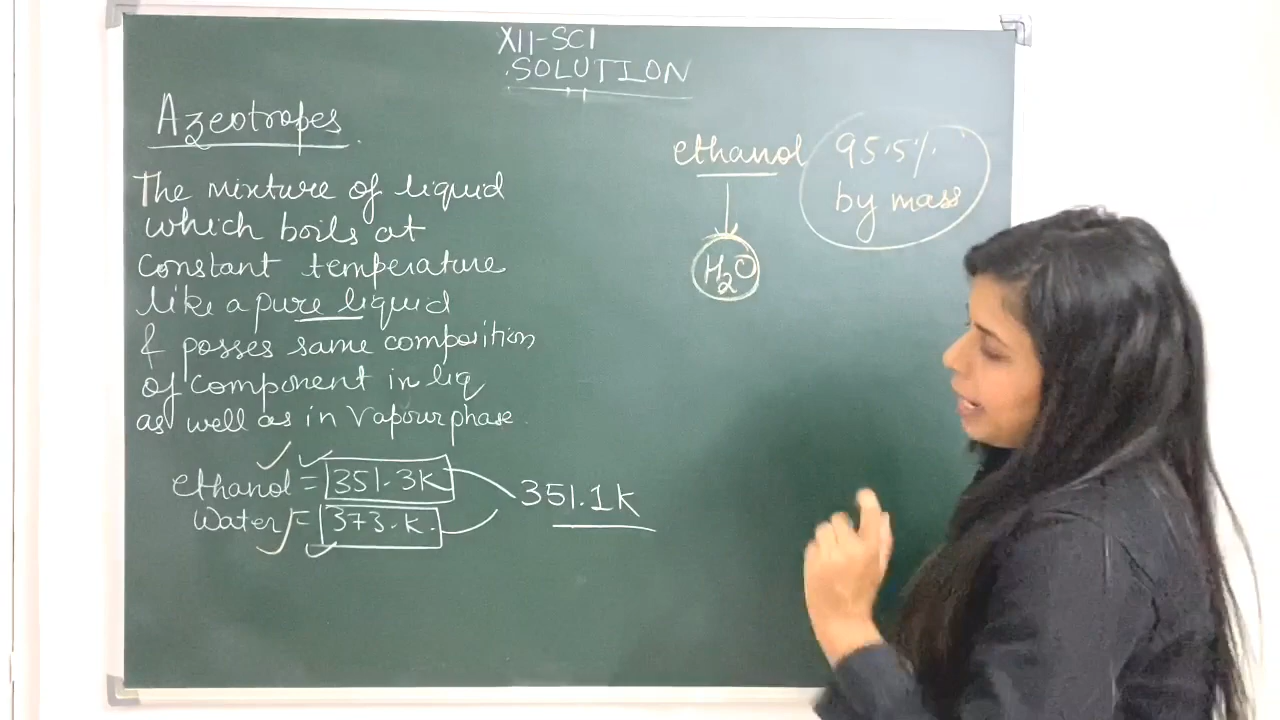 XII-SCI
SOLUTION
Azeotropes.
The mixture of liquid
which boils at
constant temperature
like a pure liquid
& posses same composition
of component in liq
as well as in vapour phase.
ethanol = 351.3K
Water = 373.K.
351.1K
ethanol 95.5%
by mass
H₂O